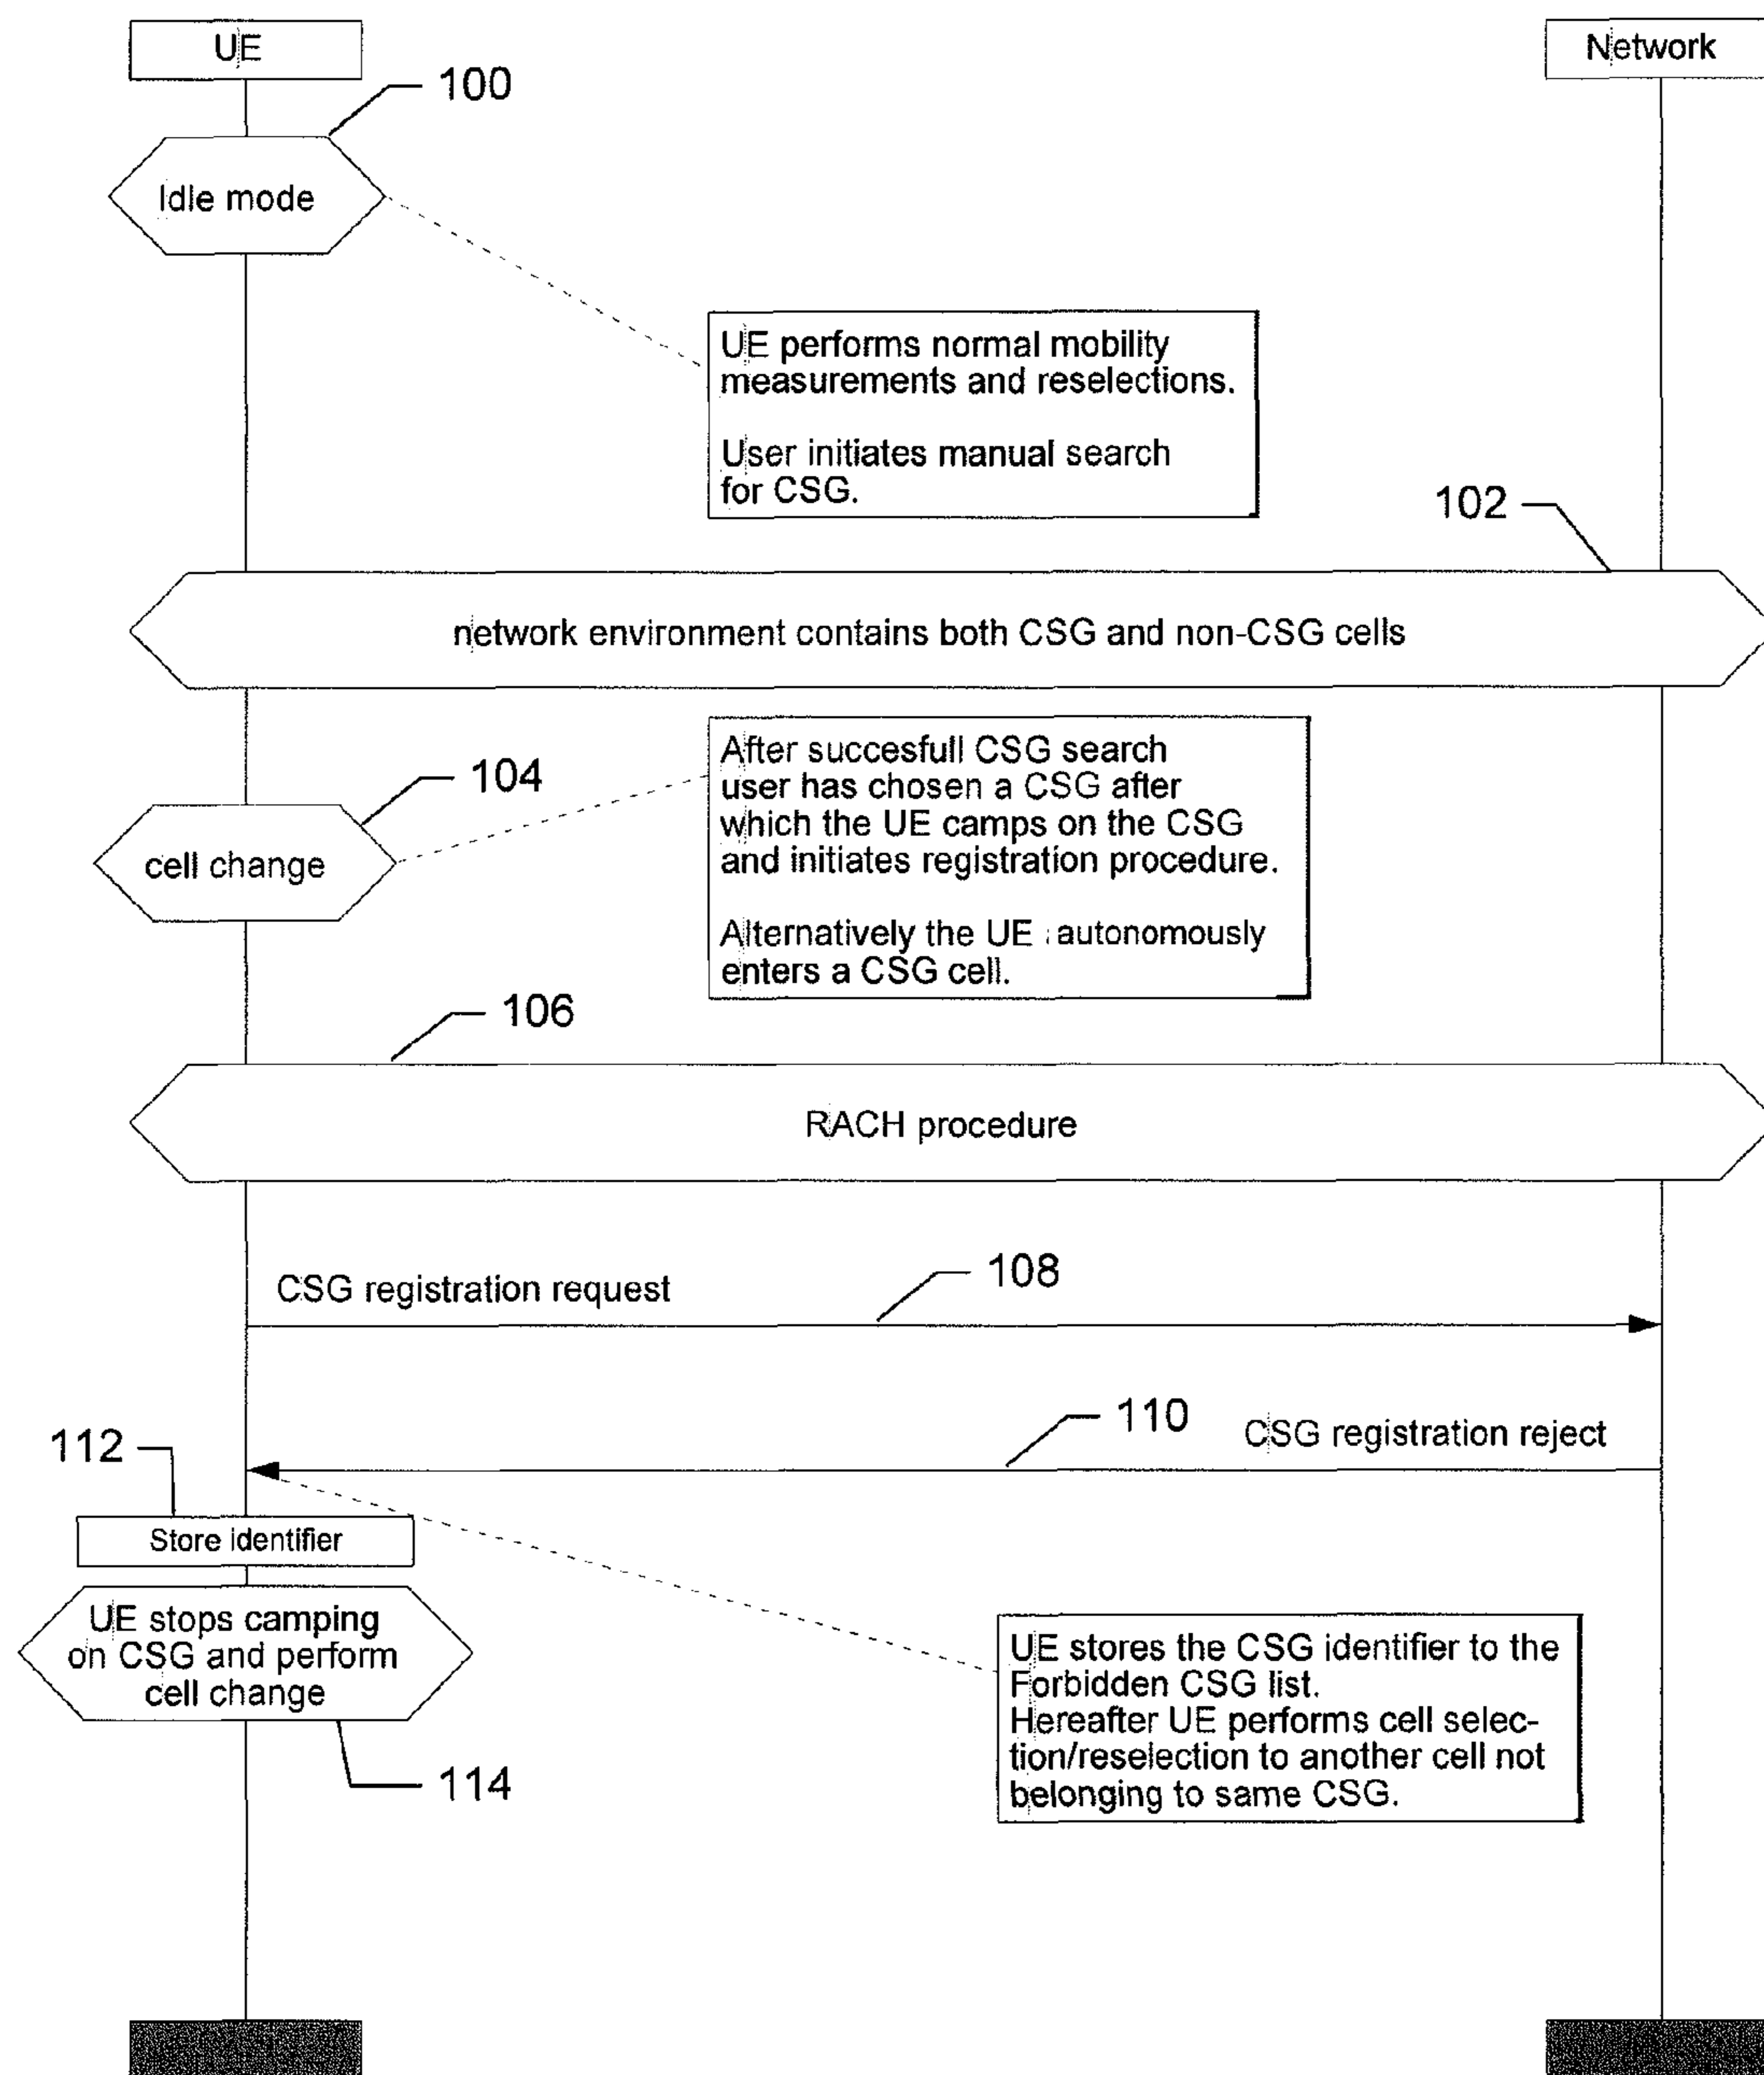 UE
Network
100
Idle mode
UE performs normal mobility
measurements and reselections.
User initiates manual search
for CSG.
102
network environment contains both CSG and non-CSG cells
After succesfull CSG search
user has chosen a CSG after
which the UE camps on the CSG
and initiates registration procedure.
Alternatively the UE autonomously
enters a CSG cell.
104
cell change
106
RACH procedure
CSG registration request
108
110
CSG registration reject
112
Store identifier
UE stops camping
on CSG and perform
cell change
114
UE stores the CSG identifier to the
Forbidden CSG list.
Hereafter UE performs cell selec-
tion/reselection to another cell not
belonging to same CSG.